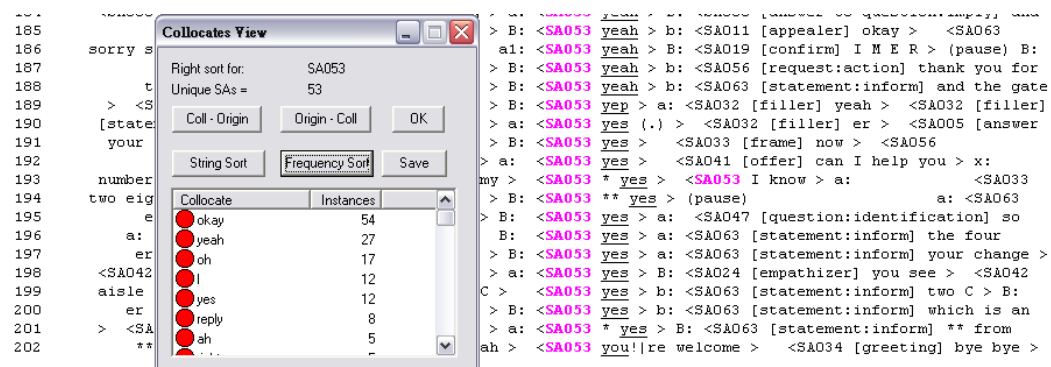 185 > B: <SA053 yeah > b: <SA011 [appealer] okay > <SA063
186 sorry s a1: <SA053 yeah > B: <SA019 [confirm] I M E R > (pause) B:
187 > B: <SA053 yeah > b: <SA056 [request:action] thank you for
188 t > B: <SA053 yeah > b: <SA063 [statement:inform] and the gate
189 > <S > B: <SA053 yep > a: <SA032 [filler] yeah > <SA032 [filler]
190 [state > a: <SA053 yes (.) > <SA032 [filler] er > <SA005 [answer
191 your > B: <SA053 yes > <SA033 [frame] now > <SA056
192 > a: <SA053 yes > <SA041 [offer] can I help you > x:
193 number my > <SA053 * yes > <SA053 I know > a: <SA033
194 two eig > B: <SA053 ** yes > (pause) a: <SA063
195 e > B: <SA053 yes > a: <SA047 [question:identification] so
196 a: B: <SA053 yes > a: <SA063 [statement:inform] the four
197 er > B: <SA053 yes > a: <SA063 [statement:inform] your change >
198 <SA042 > a: <SA053 yes > B: <SA024 [empathizer] you see > <SA042
199 aisle C > <SA053 yes > b: <SA063 [statement:inform] two C > B:
200 er > B: <SA053 yes > b: <SA063 [statement:inform] which is an
201 > <SA > a: <SA053 * yes > B: <SA063 [statement:inform] ** from
202 ** ah > <SA053 you!|re welcome > <SA034 [greeting] bye bye >
Collocates View
Right sort for: SA053
Unique SAs = 53
Coll - Origin Origin - Coll OK
String Sort Frequency Sort Save
Collocate Instances
okay 54
yeah 27
oh 17
I 12
yes 12
reply 8
ah 5